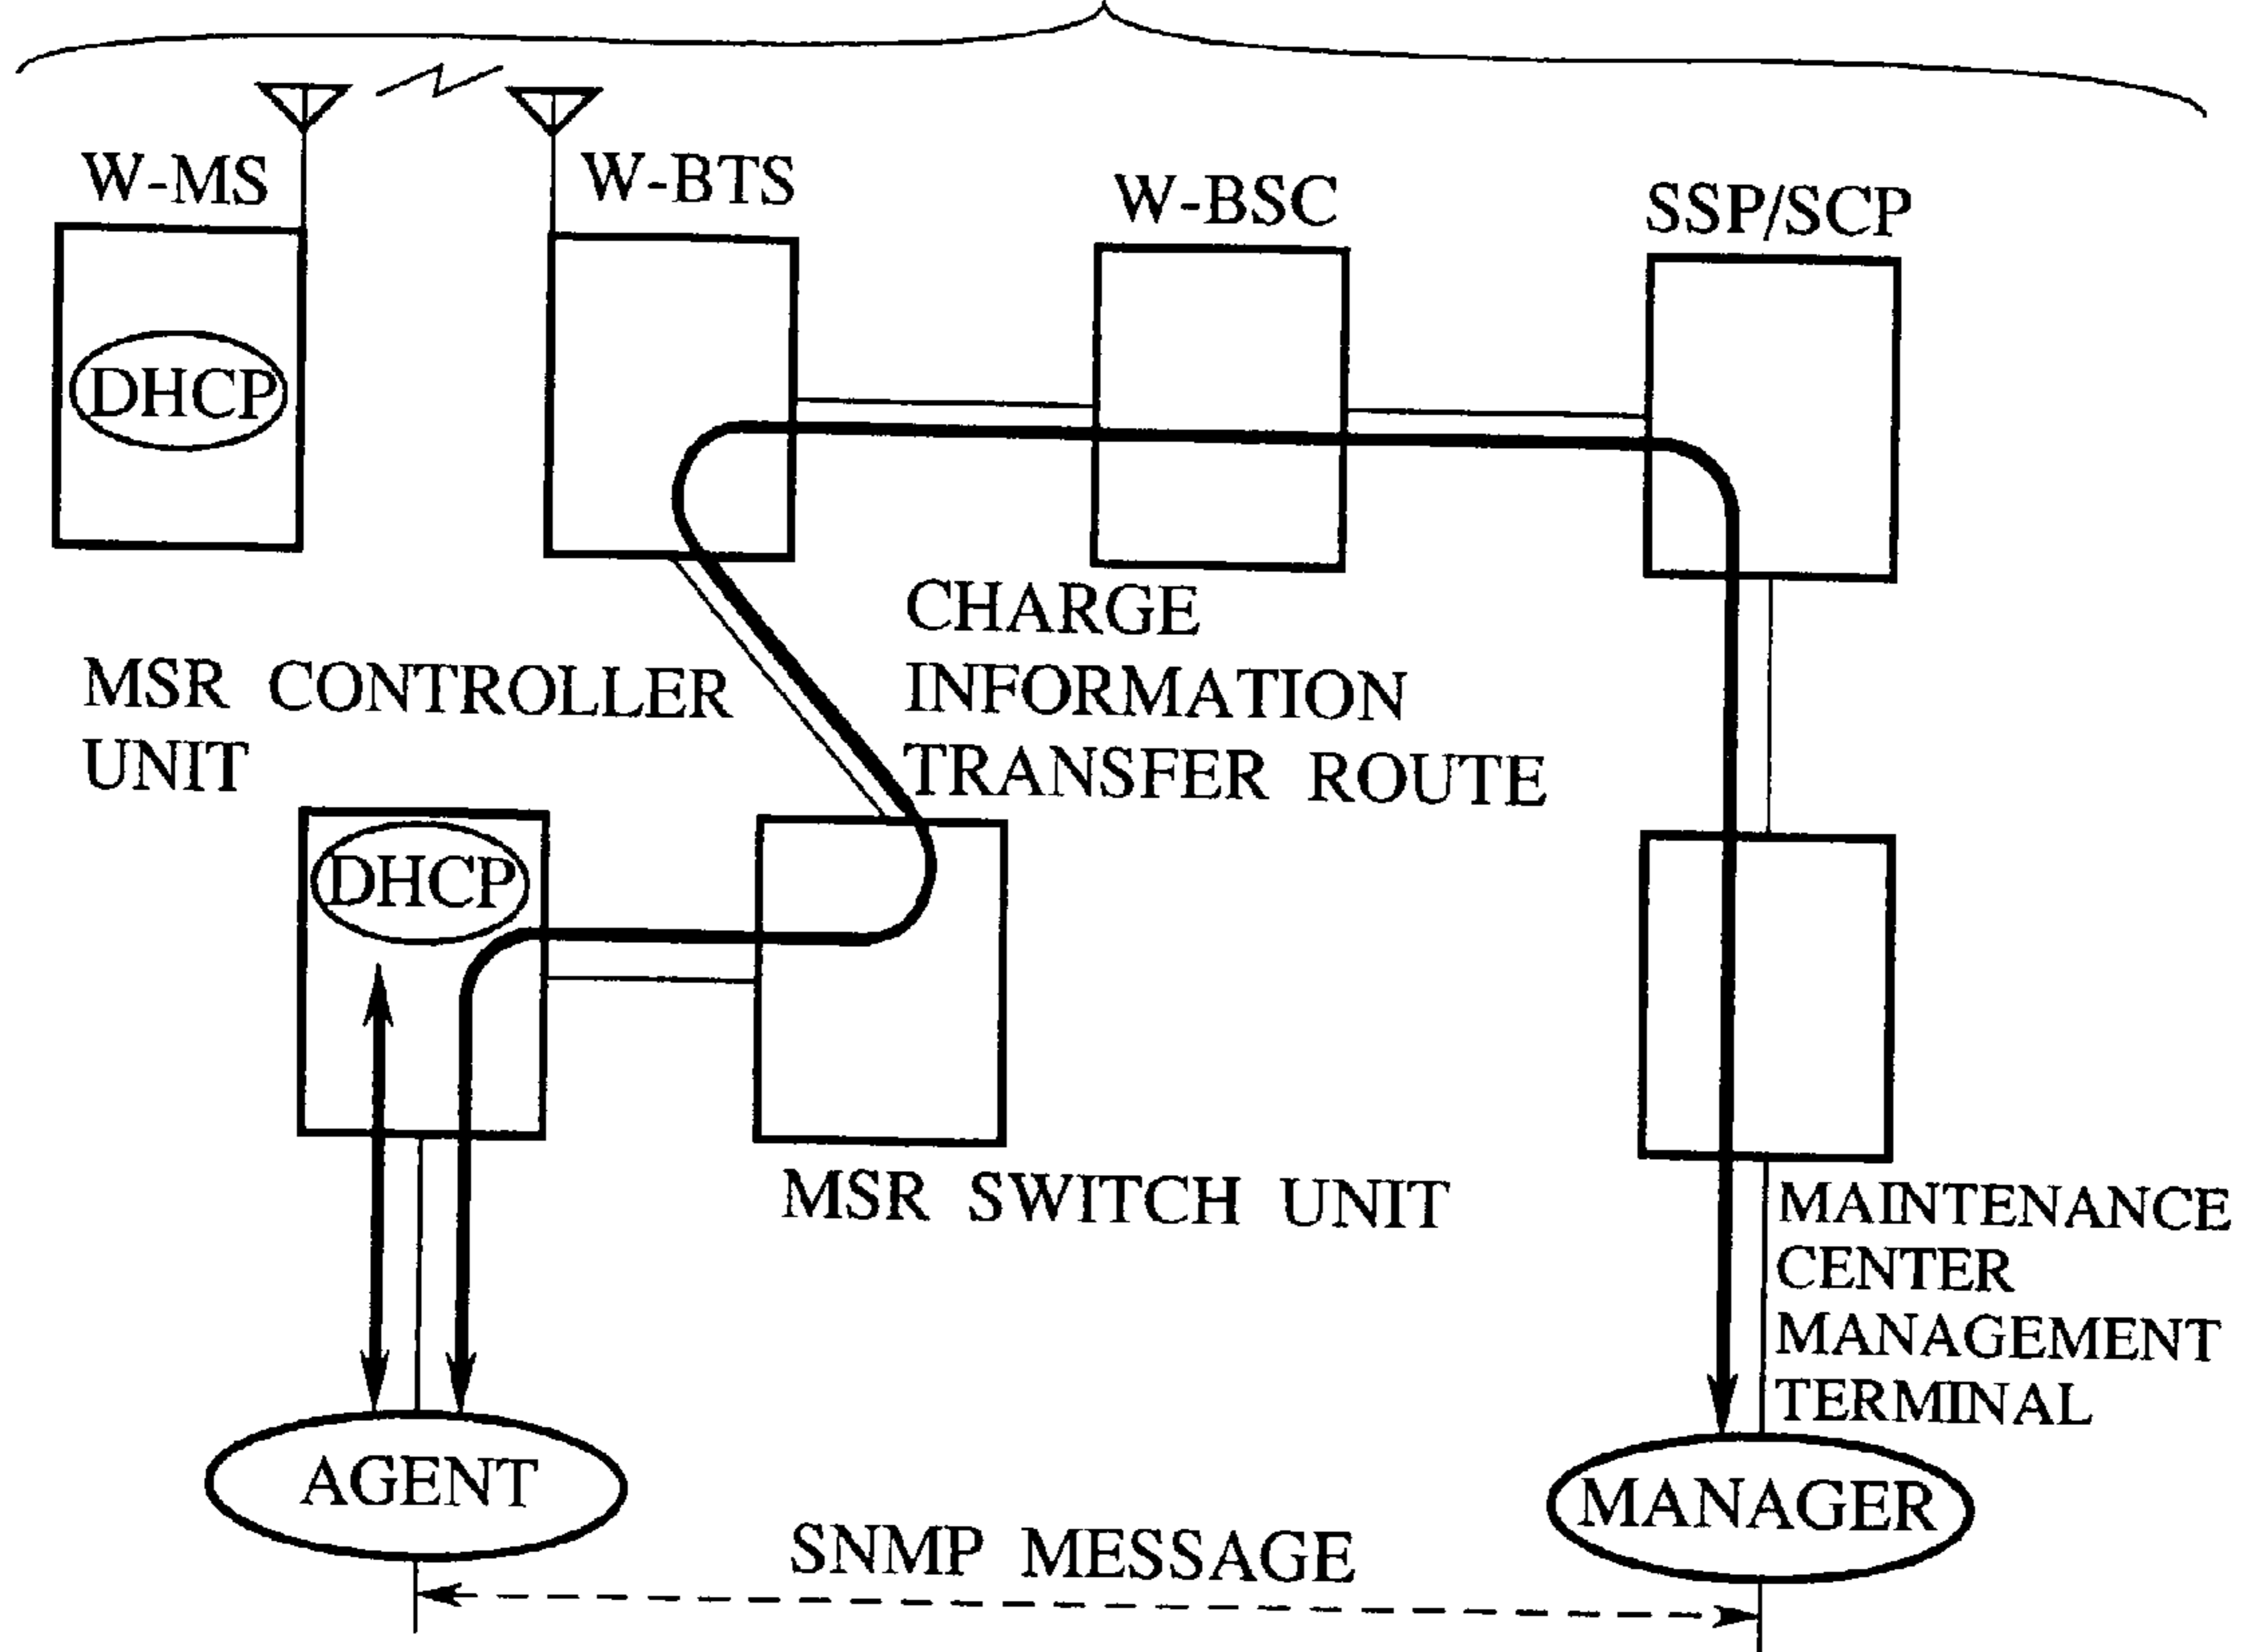 W-MS
W-BTS
W-BSC
SSP/SCP
DHCP
CHARGE
INFORMATION
TRANSFER ROUTE
MSR CONTROLLER
UNIT
DHCP
MSR SWITCH UNIT
MAINTENANCE
CENTER
MANAGEMENT
TERMINAL
AGENT
MANAGER
SNMP MESSAGE